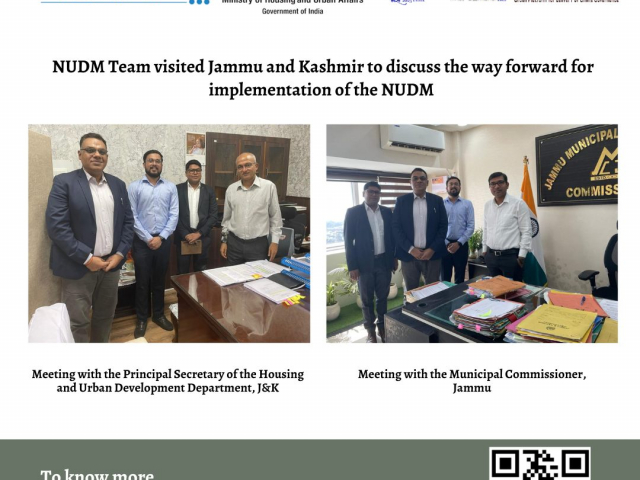 Ministry of Housing and Urban Affairs
Government of India
NUDM Team visited Jammu and Kashmir to discuss the way forward for
implementation of the NUDM
JAMMU MUNICIPAL
COMMISS
Meeting with the Principal Secretary of the Housing
and Urban Development Department, J&K
Meeting with the Municipal Commissioner,
Jammu
To know more